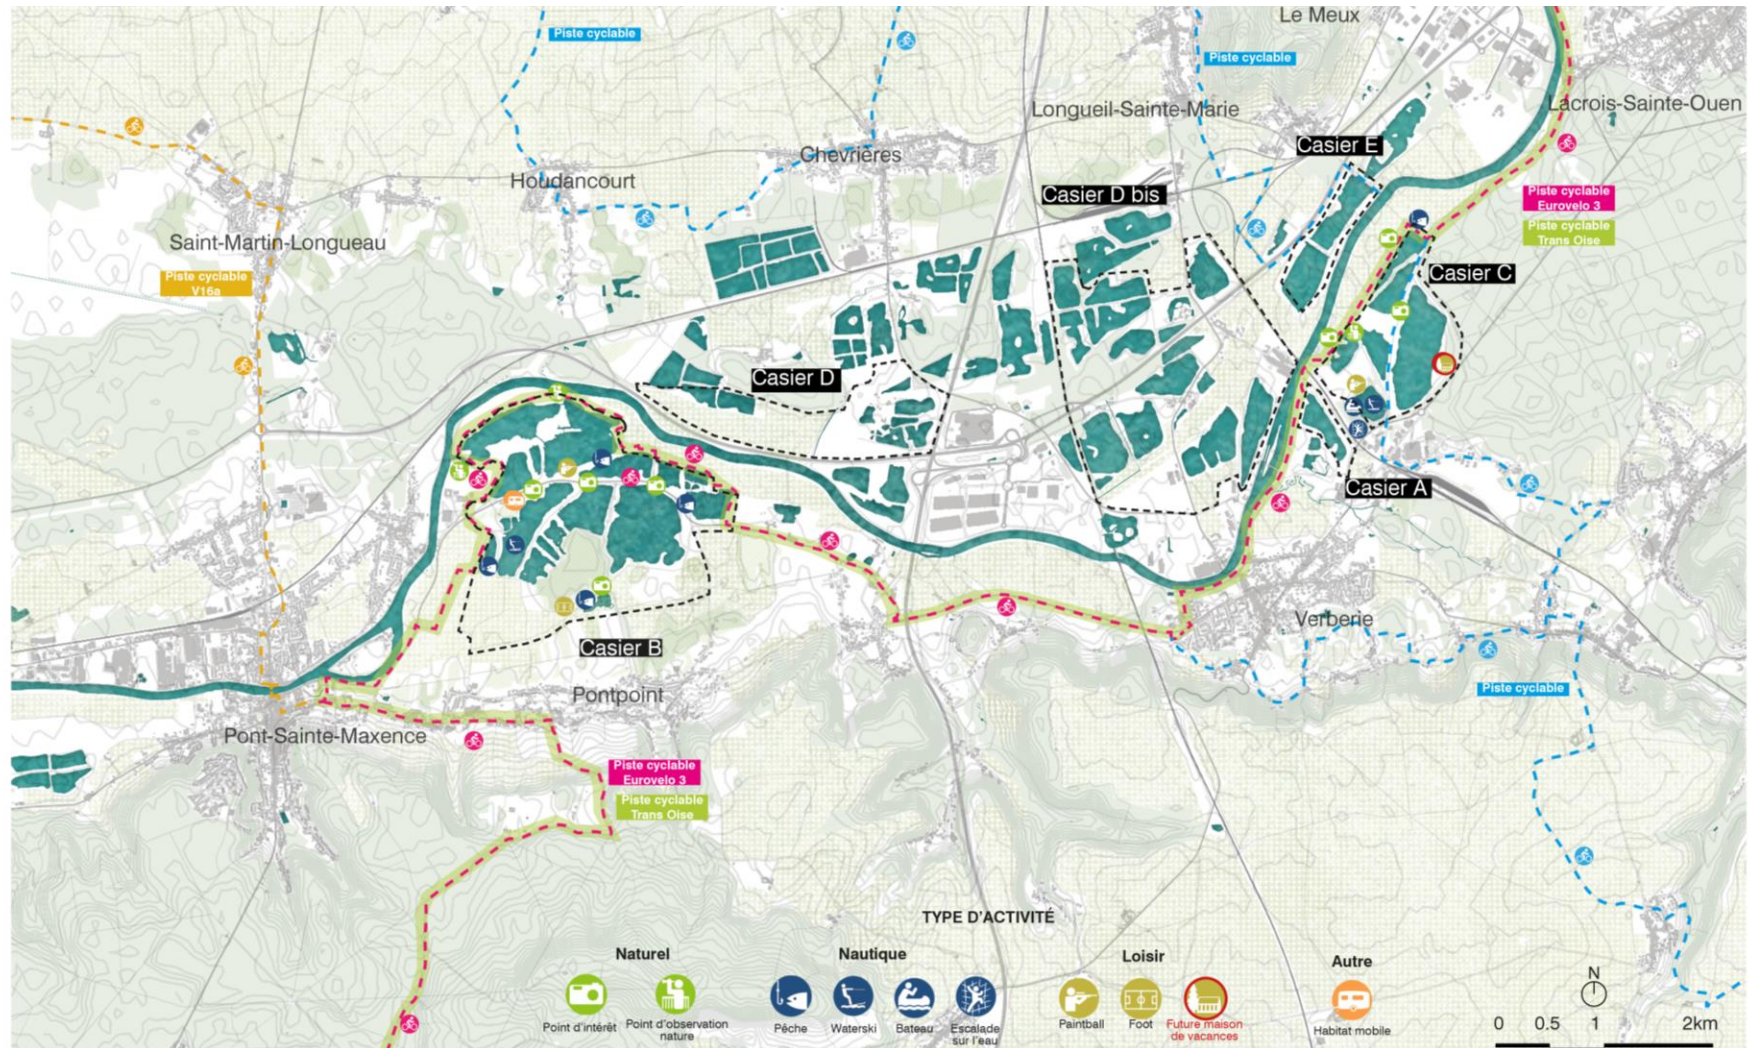 Le Meux
Piste cyclable
Piste cyclable
Lacrois-Sainte-Ouen
Longueil-Sainte-Marie
Casier E
Chevrières
Houdancourt
Casier D bis
Piste cyclable
Eurovelo 3
Piste cyclable
Trans Oise
Saint-Martin-Longueau
Piste cyclable
V16a
Casier C
Casier D
Casier A
Verberie
Casier B
Piste cyclable
Pontpoint
Pont-Sainte-Maxence
Piste cyclable
Eurovelo 3
Piste cyclable
Trans Oise
TYPE D'ACTIVITÉ
Naturel
Point d'intérêt
Point d'observation
nature
Nautique
Pêche
Waterski
Bateau
Escalade
sur l'eau
Loisir
Paintball
Foot
Future maison
de vacances
Autre
Habitat mobile
N
0 0.5 1 2km